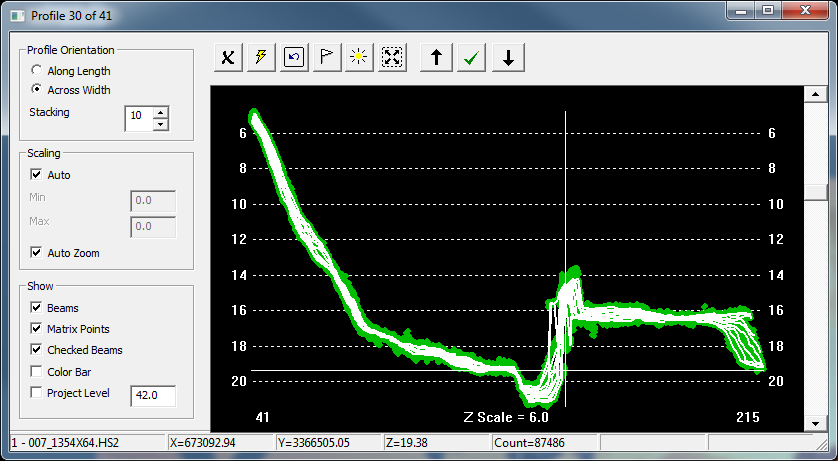 Profile 30 of 41
Profile Orientation
Along Length
Across Width
Stacking 10
Scaling
Auto
Min 0.0
Max 0.0
Auto Zoom
Show
Beams
Matrix Points
Checked Beams
Color Bar
Project Level 42.0
6 6
8 8
10 10
12 12
14 14
16 16
18 18
20 20
41 Z Scale = 6.0 215
1 - 007_1354X64.HS2 X=673092.94 Y=3366505.05 Z=19.38 Count=87486